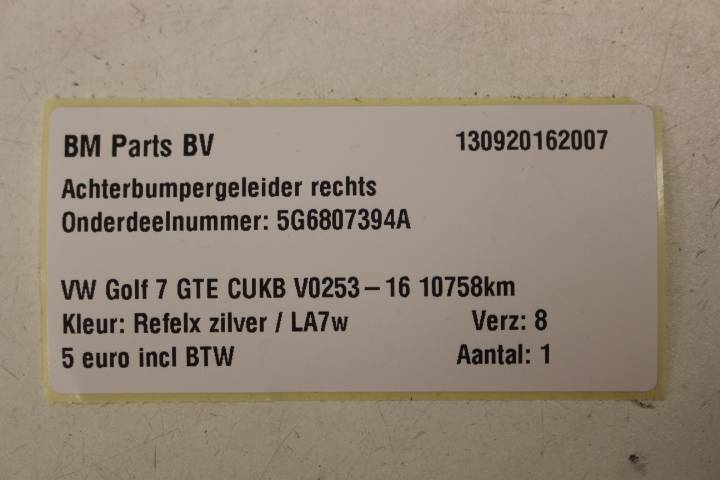 BM Parts BV 130920162007
Achterbumpergeleider rechts
Onderdeelnummer: 5G6807394A
VW Golf 7 GTE CUKB V0253-16 10758km
Kleur: Refelx zilver / LA7w Verz: 8
5 euro incl BTW Aantal: 1